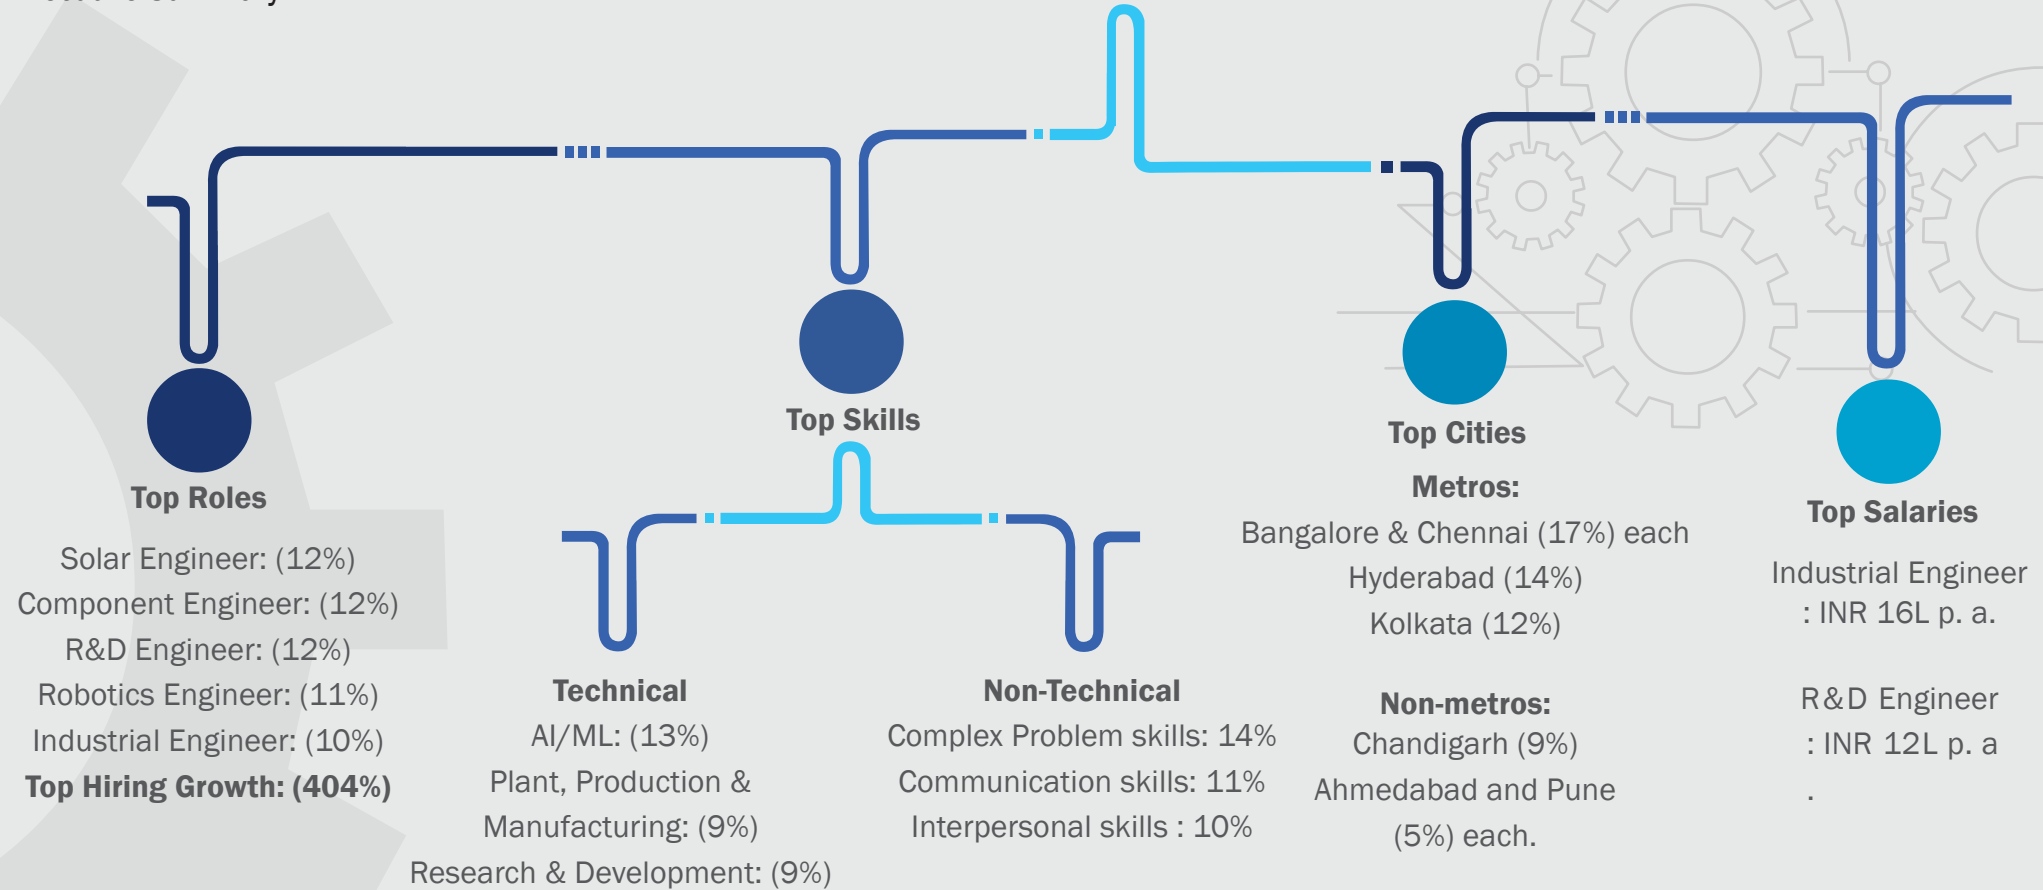 Top Roles
Solar Engineer: (12%)
Component Engineer: (12%)
R&D Engineer: (12%)
Robotics Engineer: (11%)
Industrial Engineer: (10%)
Top Hiring Growth: (404%)
Top Skills
Technical
AI/ML: (13%)
Plant, Production &
Manufacturing: (9%)
Research & Development: (9%)
Non-Technical
Complex Problem skills: 14%
Communication skills: 11%
Interpersonal skills : 10%
Top Cities
Metros:
Bangalore & Chennai (17%) each
Hyderabad (14%)
Kolkata (12%)
Non-metros:
Chandigarh (9%)
Ahmedabad and Pune
(5%) each.
Top Salaries
Industrial Engineer
: INR 16L p. a.
R&D Engineer
: INR 12L p. a
.